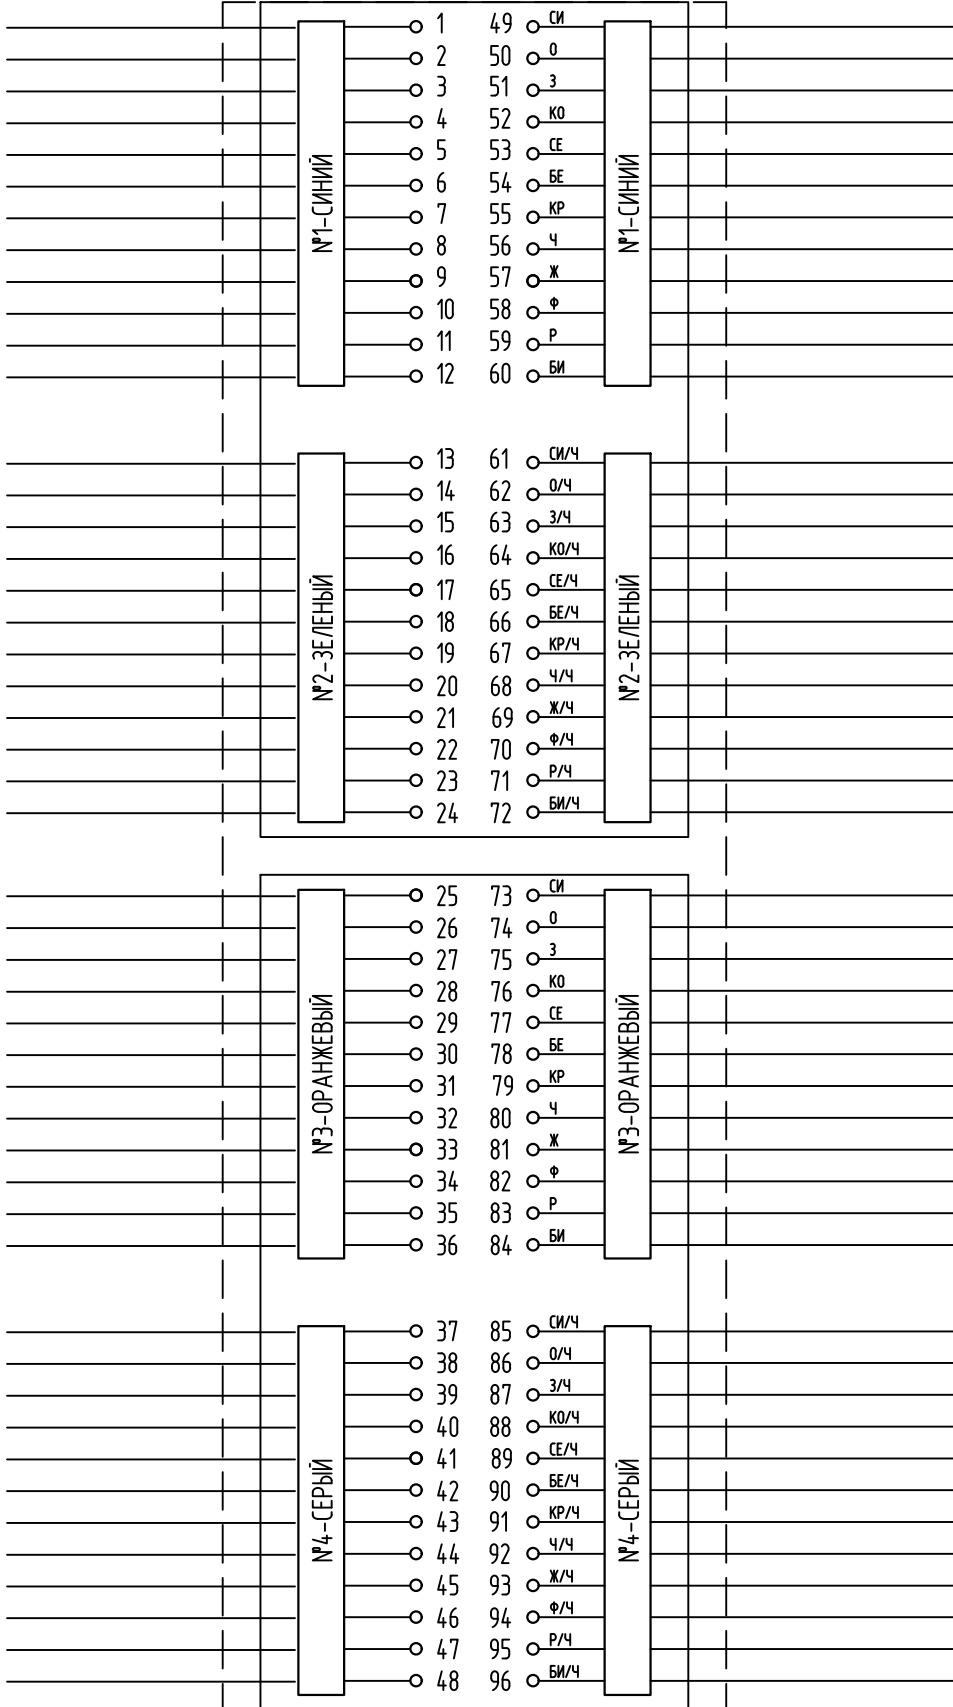 1 49 СИ
2 50 О
3 51 З
4 52 КО
5 53 СЕ
6 54 БЕ
7 55 КР
8 56 Ч
9 57 Ж
10 58 Ф
11 59 Р
12 60 БИ
№1-СИНИЙ
№1-СИНИЙ
13 61 СИ/Ч
14 62 О/Ч
15 63 З/Ч
16 64 КО/Ч
17 65 СЕ/Ч
18 66 БЕ/Ч
19 67 КР/Ч
20 68 Ч/Ч
21 69 Ж/Ч
22 70 Ф/Ч
23 71 Р/Ч
24 72 БИ/Ч
№2-ЗЕЛЕНЫЙ
№2-ЗЕЛЕНЫЙ
25 73 СИ
26 74 О
27 75 З
28 76 КО
29 77 СЕ
30 78 БЕ
31 79 КР
32 80 Ч
33 81 Ж
34 82 Ф
35 83 Р
36 84 БИ
№3-ОРАНЖЕВЫЙ
№3-ОРАНЖЕВЫЙ
37 85 СИ/Ч
38 86 О/Ч
39 87 З/Ч
40 88 КО/Ч
41 89 СЕ/Ч
42 90 БЕ/Ч
43 91 КР/Ч
44 92 Ч/Ч
45 93 Ж/Ч
46 94 Ф/Ч
47 95 Р/Ч
48 96 БИ/Ч
№4-СЕРЫЙ
№4-СЕРЫЙ